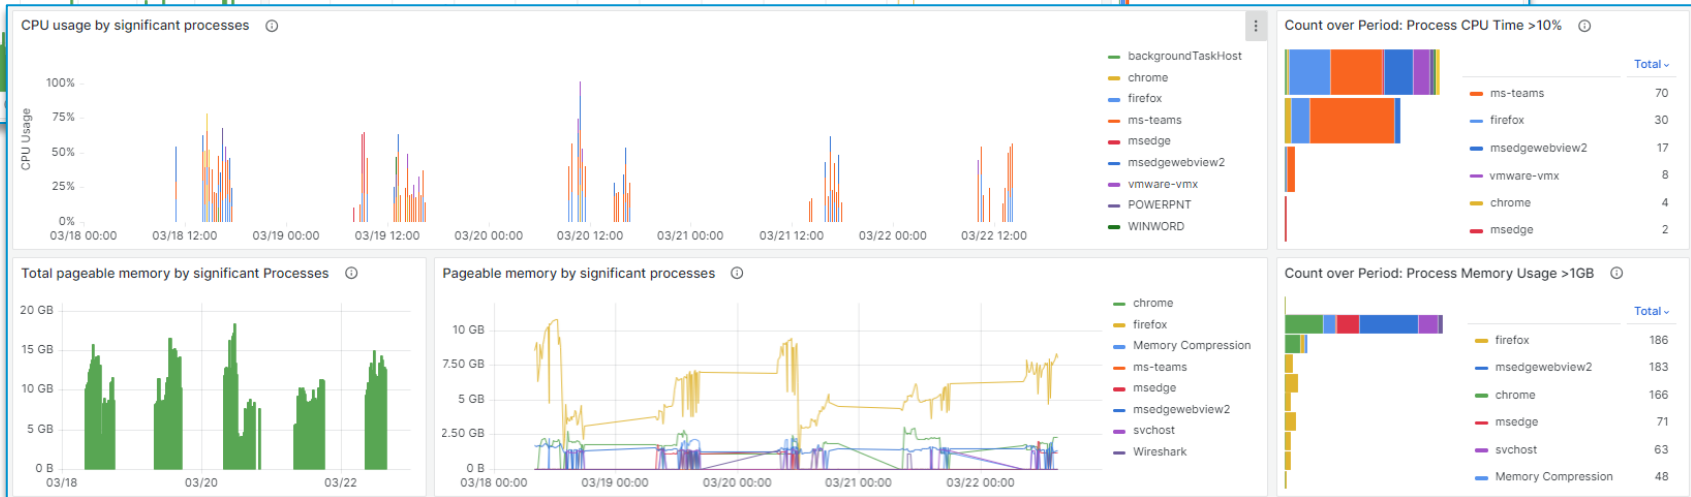 CPU usage by significant processes
CPU Usage
100%
75%
50%
25%
0%
03/18 00:00 03/18 12:00 03/19 00:00 03/19 12:00 03/20 00:00 03/20 12:00 03/21 00:00 03/21 12:00 03/22 00:00 03/22 12:00
backgroundTaskHost
chrome
firefox
ms-teams
msedge
msedgewebview2
vmware-vmx
POWERPNT
WINWORD
Count over Period: Process CPU Time >10%
Total
ms-teams 70
firefox 30
msedgewebview2 17
vmware-vmx 8
chrome 4
msedge 2
Total pageable memory by significant Processes
20 GB
15 GB
10 GB
5 GB
0 B
03/18 03/20 03/22
Pageable memory by significant processes
10 GB
7.50 GB
5 GB
2.50 GB
0 B
03/18 00:00 03/19 00:00 03/20 00:00 03/21 00:00 03/22 00:00
chrome
firefox
Memory Compression
ms-teams
msedge
msedgewebview2
svchost
Wireshark
Count over Period: Process Memory Usage >1GB
Total
firefox 186
msedgewebview2 183
chrome 166
msedge 71
svchost 63
Memory Compression 48